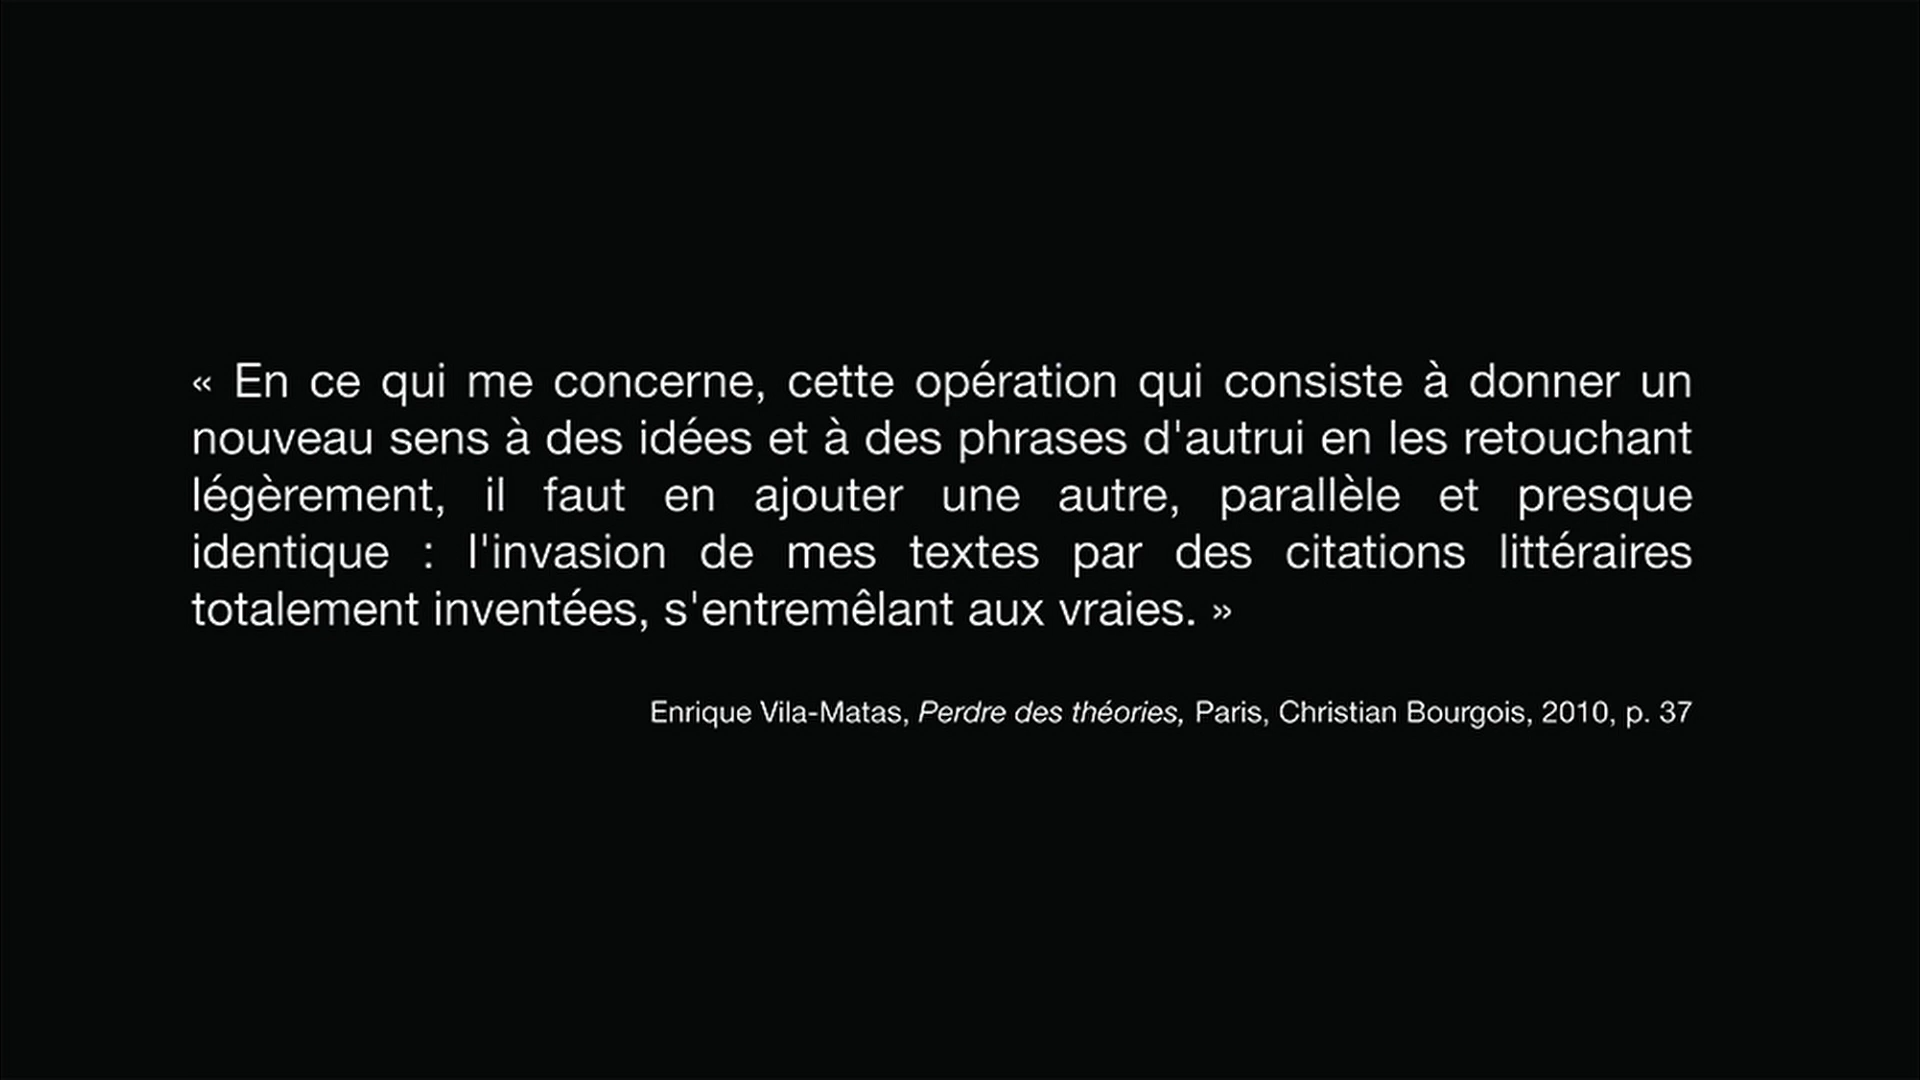 « En ce qui me concerne, cette opération qui consiste à donner un
nouveau sens à des idées et à des phrases d'autrui en les retouchant
légèrement, il faut en ajouter une autre, parallèle et presque
identique : l'invasion de mes textes par des citations littéraires
totalement inventées, s'entremêlant aux vraies. »
Enrique Vila-Matas, Perdre des théories, Paris, Christian Bourgois, 2010, p. 37